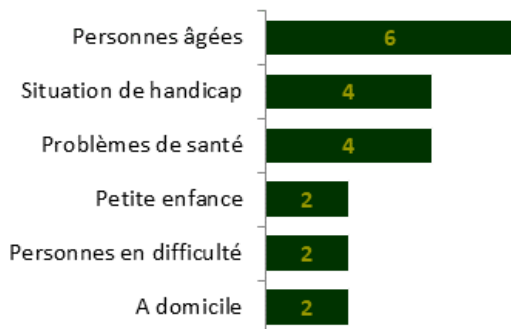 Personnes âgées 6
Situation de handicap 4
Problèmes de santé 4
Petite enfance 2
Personnes en difficulté 2
A domicile 2